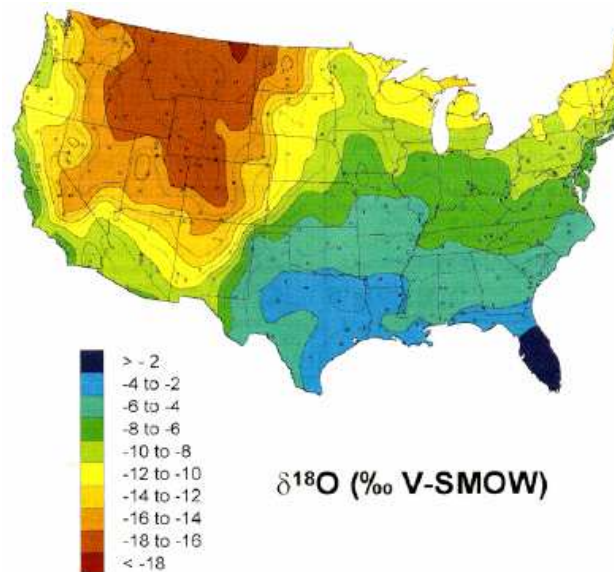 > - 2
-4 to -2
-6 to -4
-8 to -6
-10 to -8
-12 to -10
-14 to -12
-16 to -14
-18 to -16
< -18
δ¹⁸O (‰ V-SMOW)